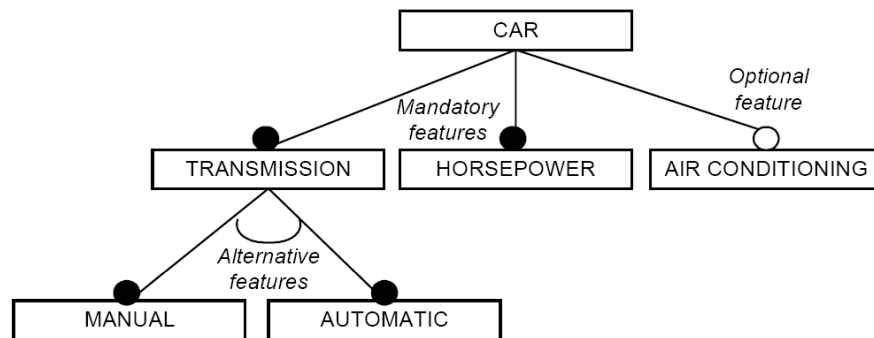 CAR
Optional
feature
Mandatory
features
TRANSMISSION
HORSEPOWER
AIR CONDITIONING
Alternative
features
MANUAL
AUTOMATIC